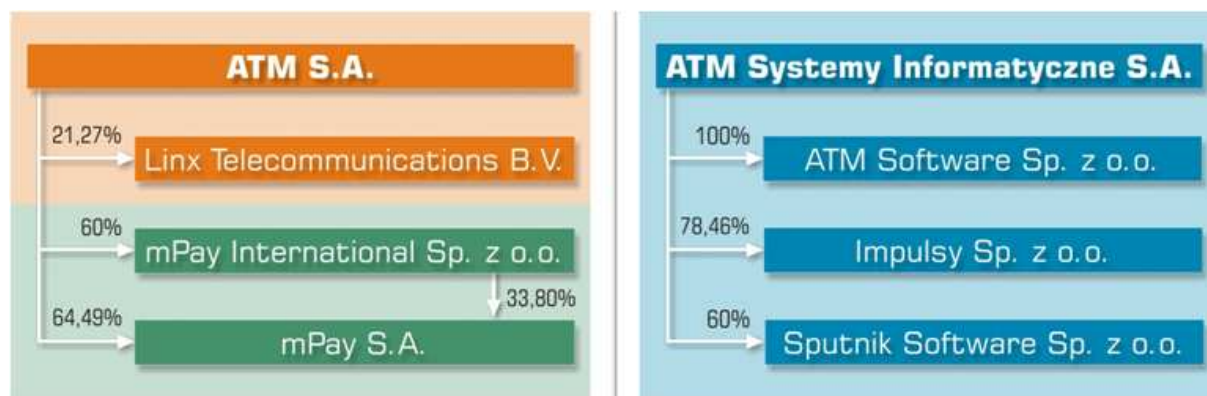 ATM S.A.
21,27%
Linx Telecommunications B.V.
60%
mPay International Sp. z o.o.
33,80%
64,49%
mPay S.A.
ATM Systemy Informatyczne S.A.
100%
ATM Software Sp. z o.o.
78,46%
Impulsy Sp. z o.o.
60%
Sputnik Software Sp. z o.o.